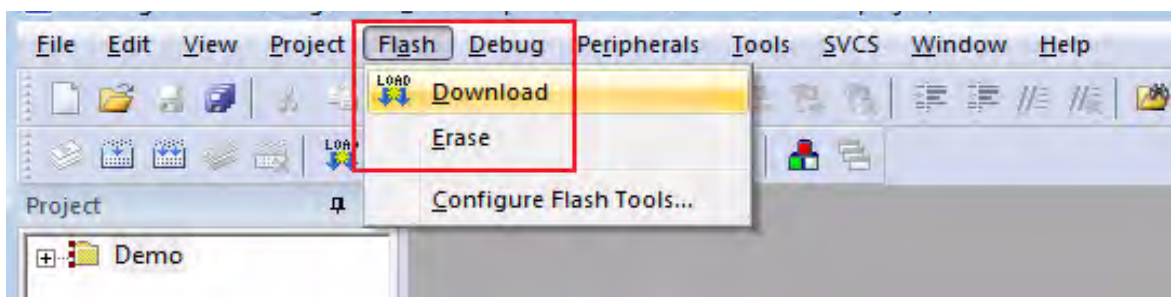 File Edit View Project Flash Debug Peripherals Tools SVCS Window Help
LOAD Download
LOAD Erase
Project Configure Flash Tools...
Demo